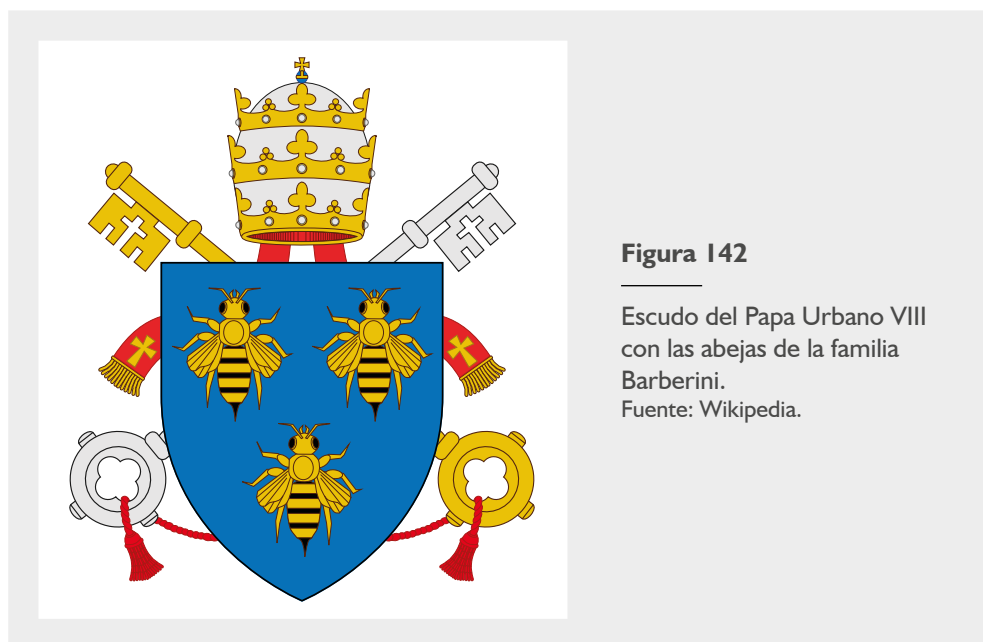 Figura 142
Escudo del Papa Urbano VIII
con las abejas de la familia
Barberini.
Fuente: Wikipedia.